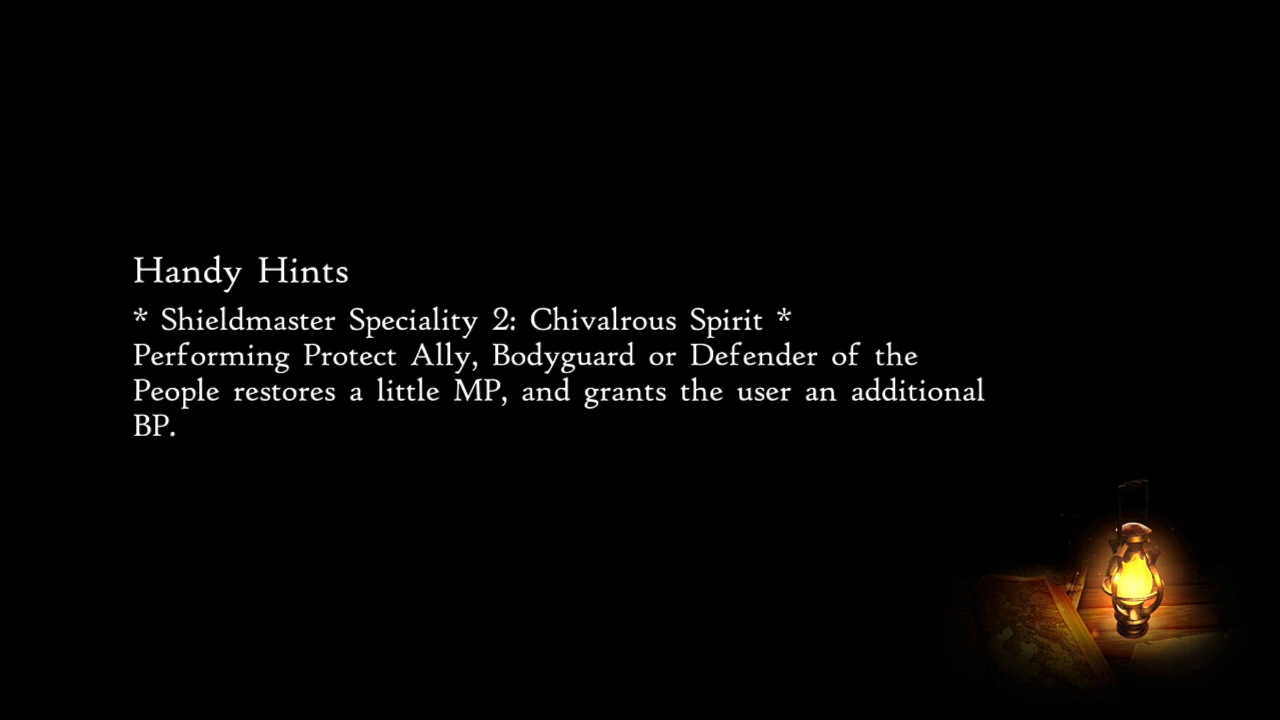 Handy Hints
* Shieldmaster Speciality 2: Chivalrous Spirit *
Performing Protect Ally, Bodyguard or Defender of the
People restores a little MP, and grants the user an additional
BP.